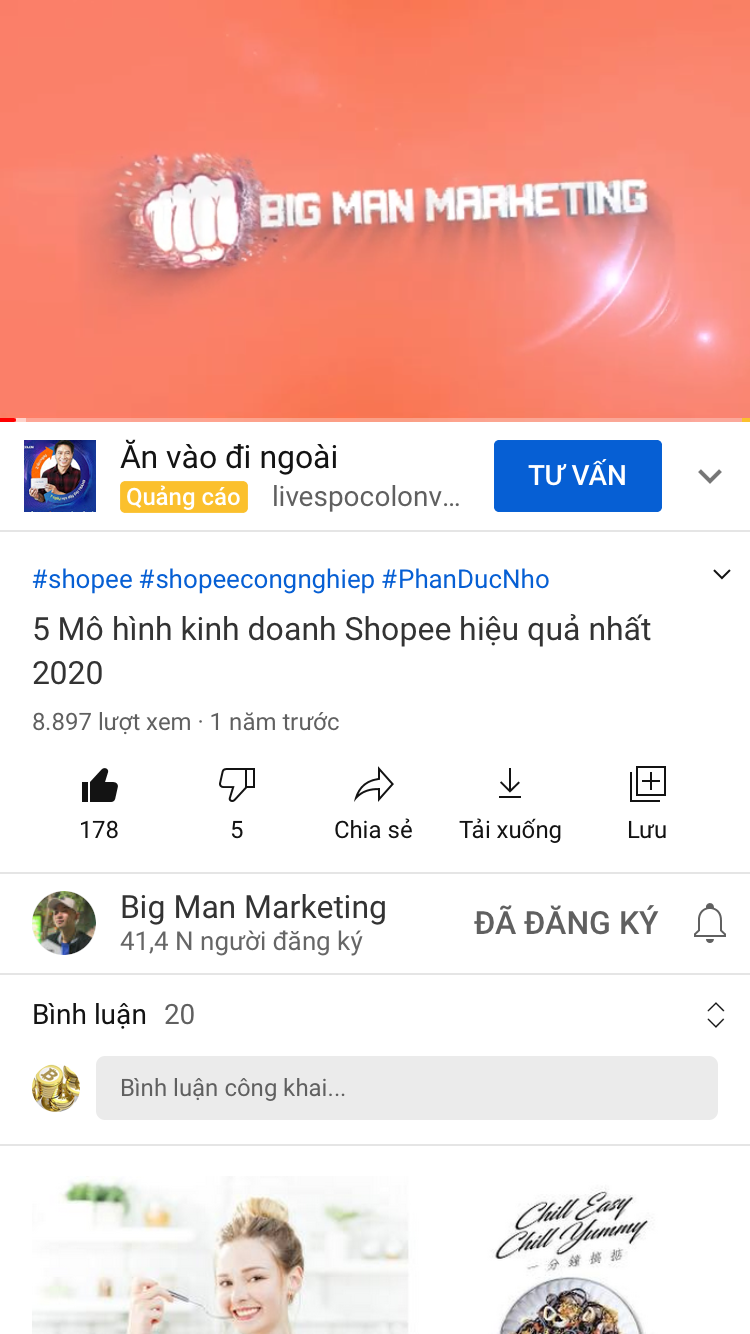 BIG MAN MARKETING
Ăn vào đi ngoài
Quảng cáo livespocolonv...
TƯ VẤN
#shopee #shopeecongnghiep #PhanDucNho
5 Mô hình kinh doanh Shopee hiệu quả nhất
2020
8.897 lượt xem · 1 năm trước
178
5
Chia sẻ
Tải xuống
Lưu
Big Man Marketing
41,4 N người đăng ký
ĐÃ ĐĂNG KÝ
Bình luận 20
Bình luận công khai...
Chill Easy
Chill Yummy
一分鐘搞掂